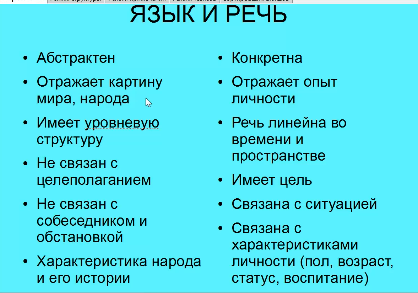 ЯЗЫК И РЕЧЬ
Абстрактен
Отражает картину
мира, народа
Имеет уровневую
структуру
Не связан с
целеполаганием
Не связан с
собеседником и
обстановкой
Характеристика народа
и его истории
Конкретна
Отражает опыт
личности
Речь линейна во
времени и
пространстве
Имеет цель
Связана с ситуацией
Связана с
характеристиками
личности (пол, возраст,
статус, воспитание)